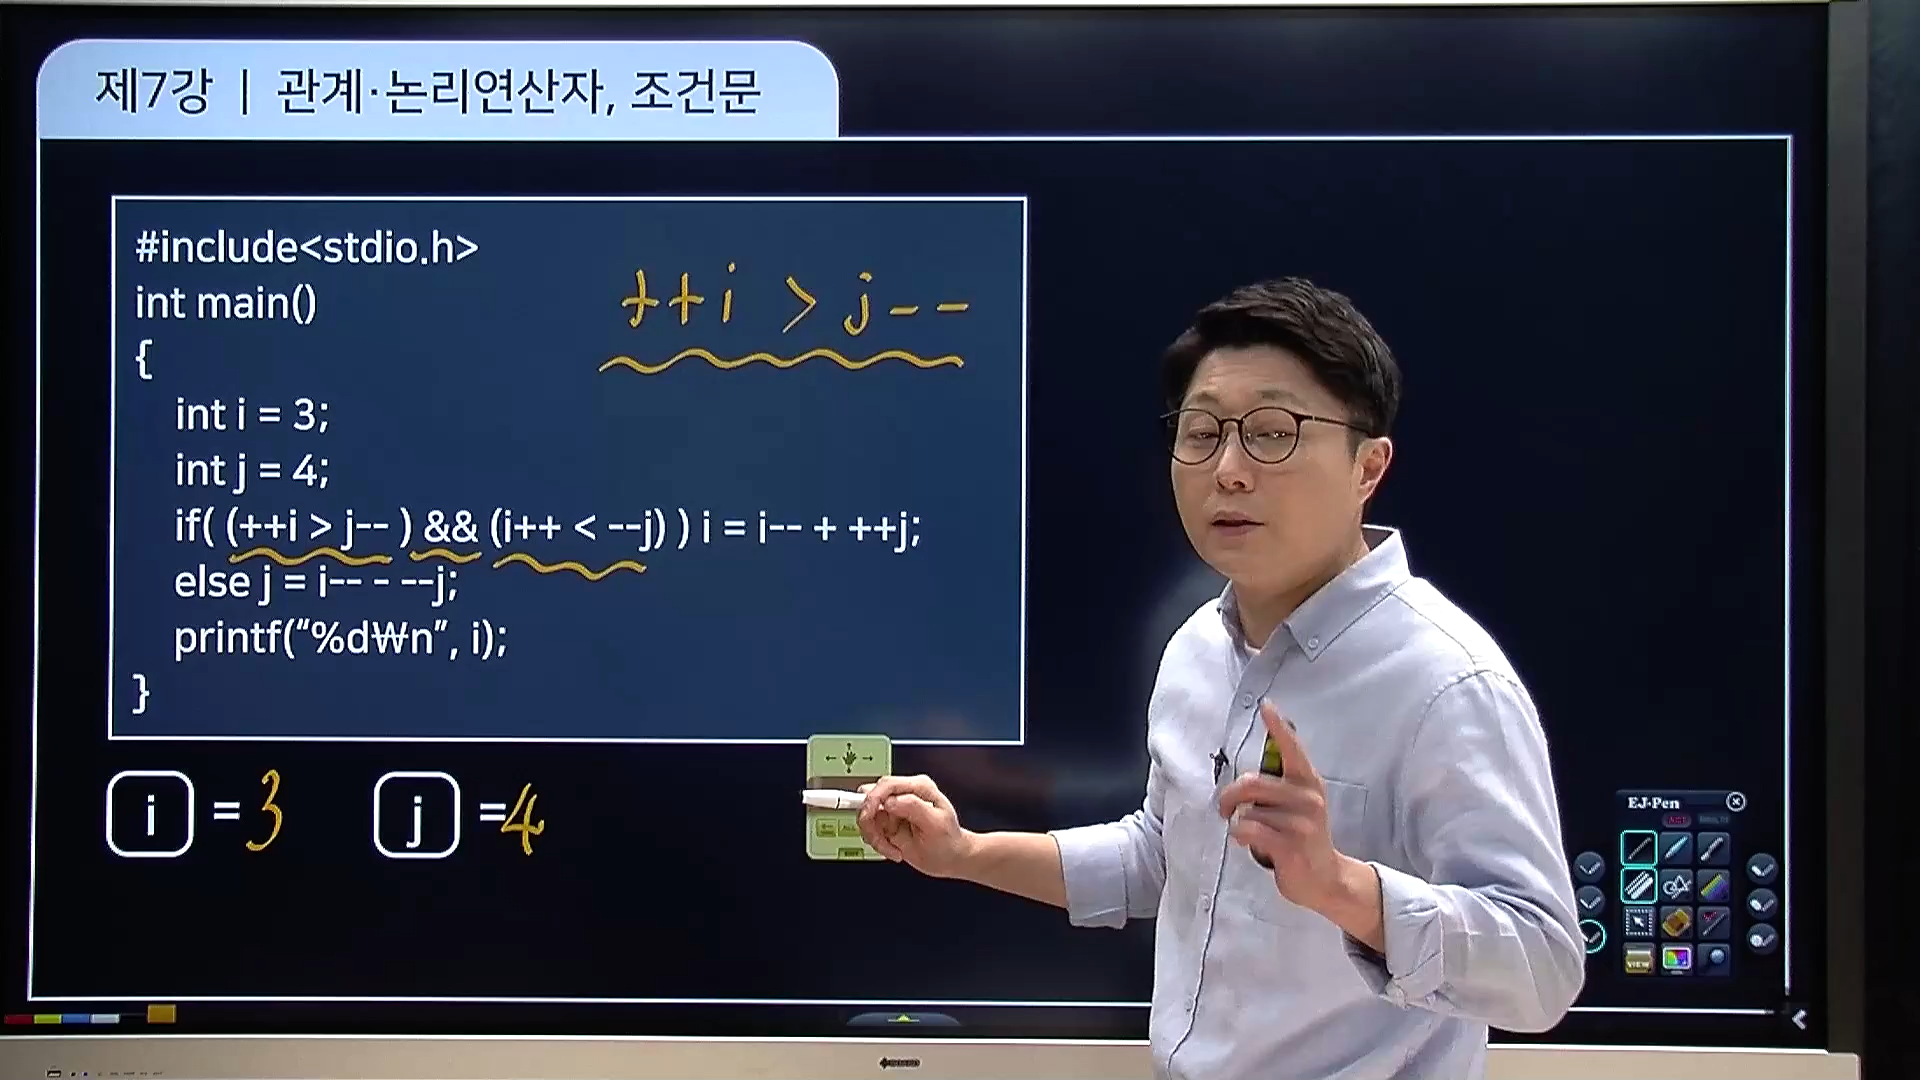 제7강 | 관계·논리연산자, 조건문
#include<stdio.h>
int main()
{
int i = 3;
int j = 4;
if( (++i > j-- ) && (i++ < --j) ) i = i-- + ++j;
else j = i-- - --j;
printf(“%d₩n”, i);
}
++i > j--
i = 3
j = 4
EJ-Pen
VIEW